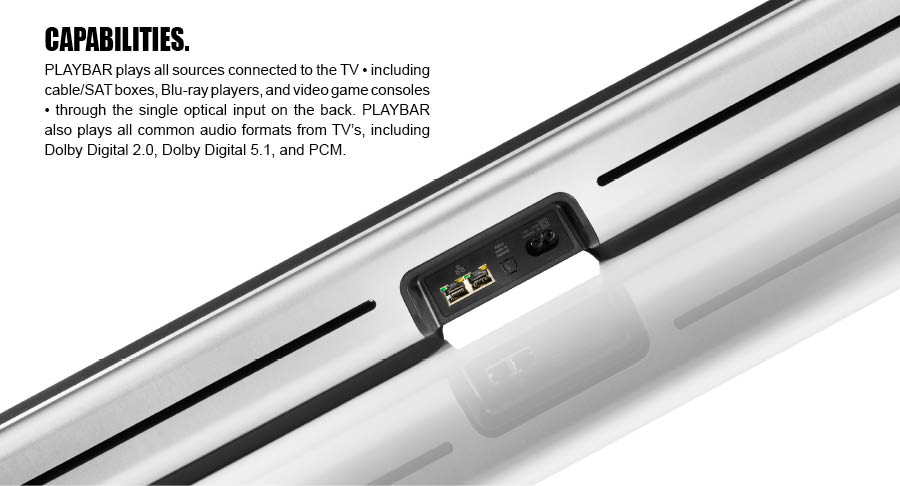 CAPABILITIES.
PLAYBAR plays all sources connected to the TV • including
cable/SAT boxes, Blu-ray players, and video game consoles
• through the single optical input on the back. PLAYBAR
also plays all common audio formats from TV's, including
Dolby Digital 2.0, Dolby Digital 5.1, and PCM.